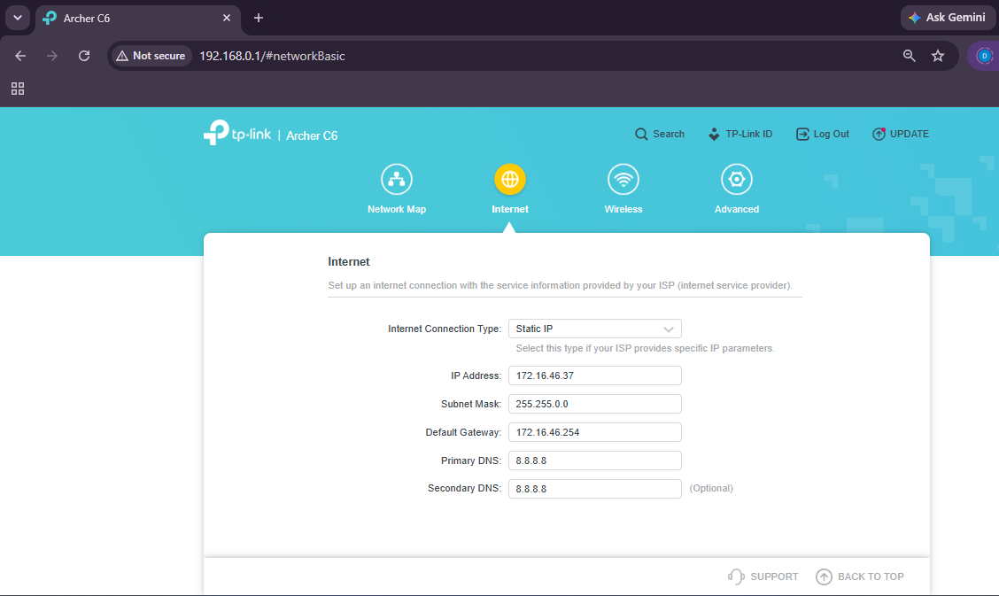 Archer C6
Ask Gemini
Not secure
192.168.0.1/#networkBasic
D
tp-link | Archer C6
Search
TP-Link ID
Log Out
UPDATE
Network Map
Internet
Wireless
Advanced
Internet
Set up an internet connection with the service information provided by your ISP (internet service provider).
Internet Connection Type: Static IP
Select this type if your ISP provides specific IP parameters.
IP Address: 172.16.46.37
Subnet Mask: 255.255.0.0
Default Gateway: 172.16.46.254
Primary DNS: 8.8.8.8
Secondary DNS: 8.8.8.8 (Optional)
SUPPORT
BACK TO TOP